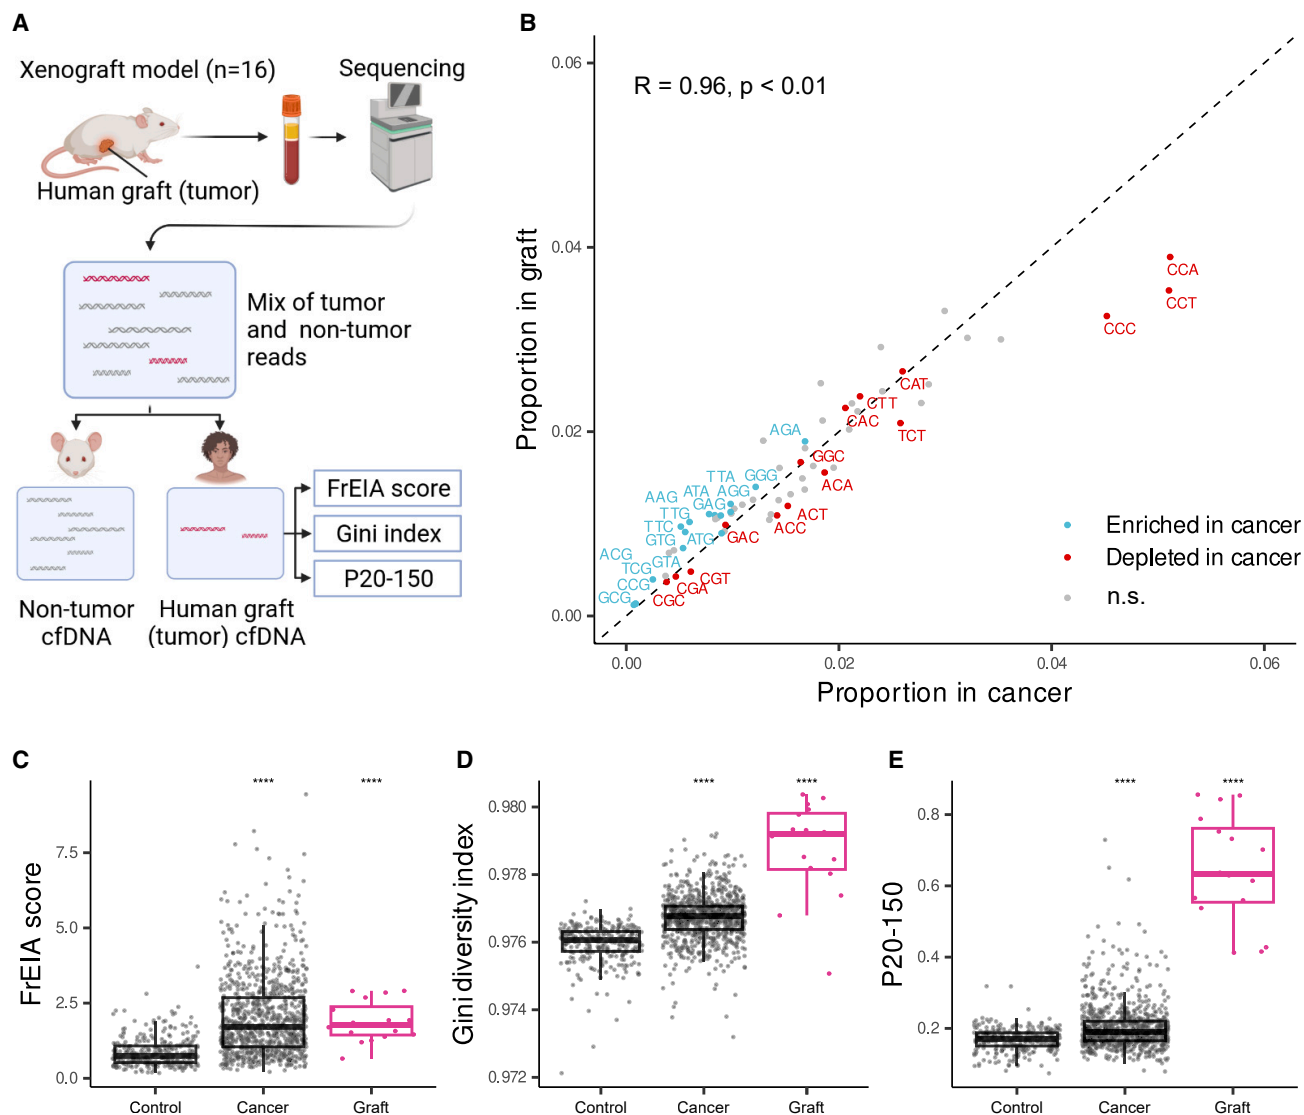 A
Xenograft model (n=16)
Sequencing
Human graft (tumor)
Mix of tumor
and non-tumor
reads
FrEIA score
Gini index
P20-150
Non-tumor
cfDNA
Human graft
(tumor) cfDNA
B
R = 0.96, p < 0.01
Proportion in graft
0.06
0.04
0.02
0.00
CCA
CCT
CCC
CAT
CTT
CAC
TCT
AGA
GGC
ACA
TTA
GGG
AAG
ATA
AGG
GAG
ACT
TTG
ACC
TTC
GTG
ATG
GAC
ACG
GTA
TCG
CGT
CCG
CGA
GCG
CGC
Enriched in cancer
Depleted in cancer
n.s.
0.00
0.02
0.04
0.06
Proportion in cancer
C
FrEIA score
****
****
7.5
5.0
2.5
0.0
Control
Cancer
Graft
D
Gini diversity index
****
****
0.980
0.978
0.976
0.974
0.972
Control
Cancer
Graft
E
P20-150
****
****
0.8
0.6
0.4
0.2
Control
Cancer
Graft